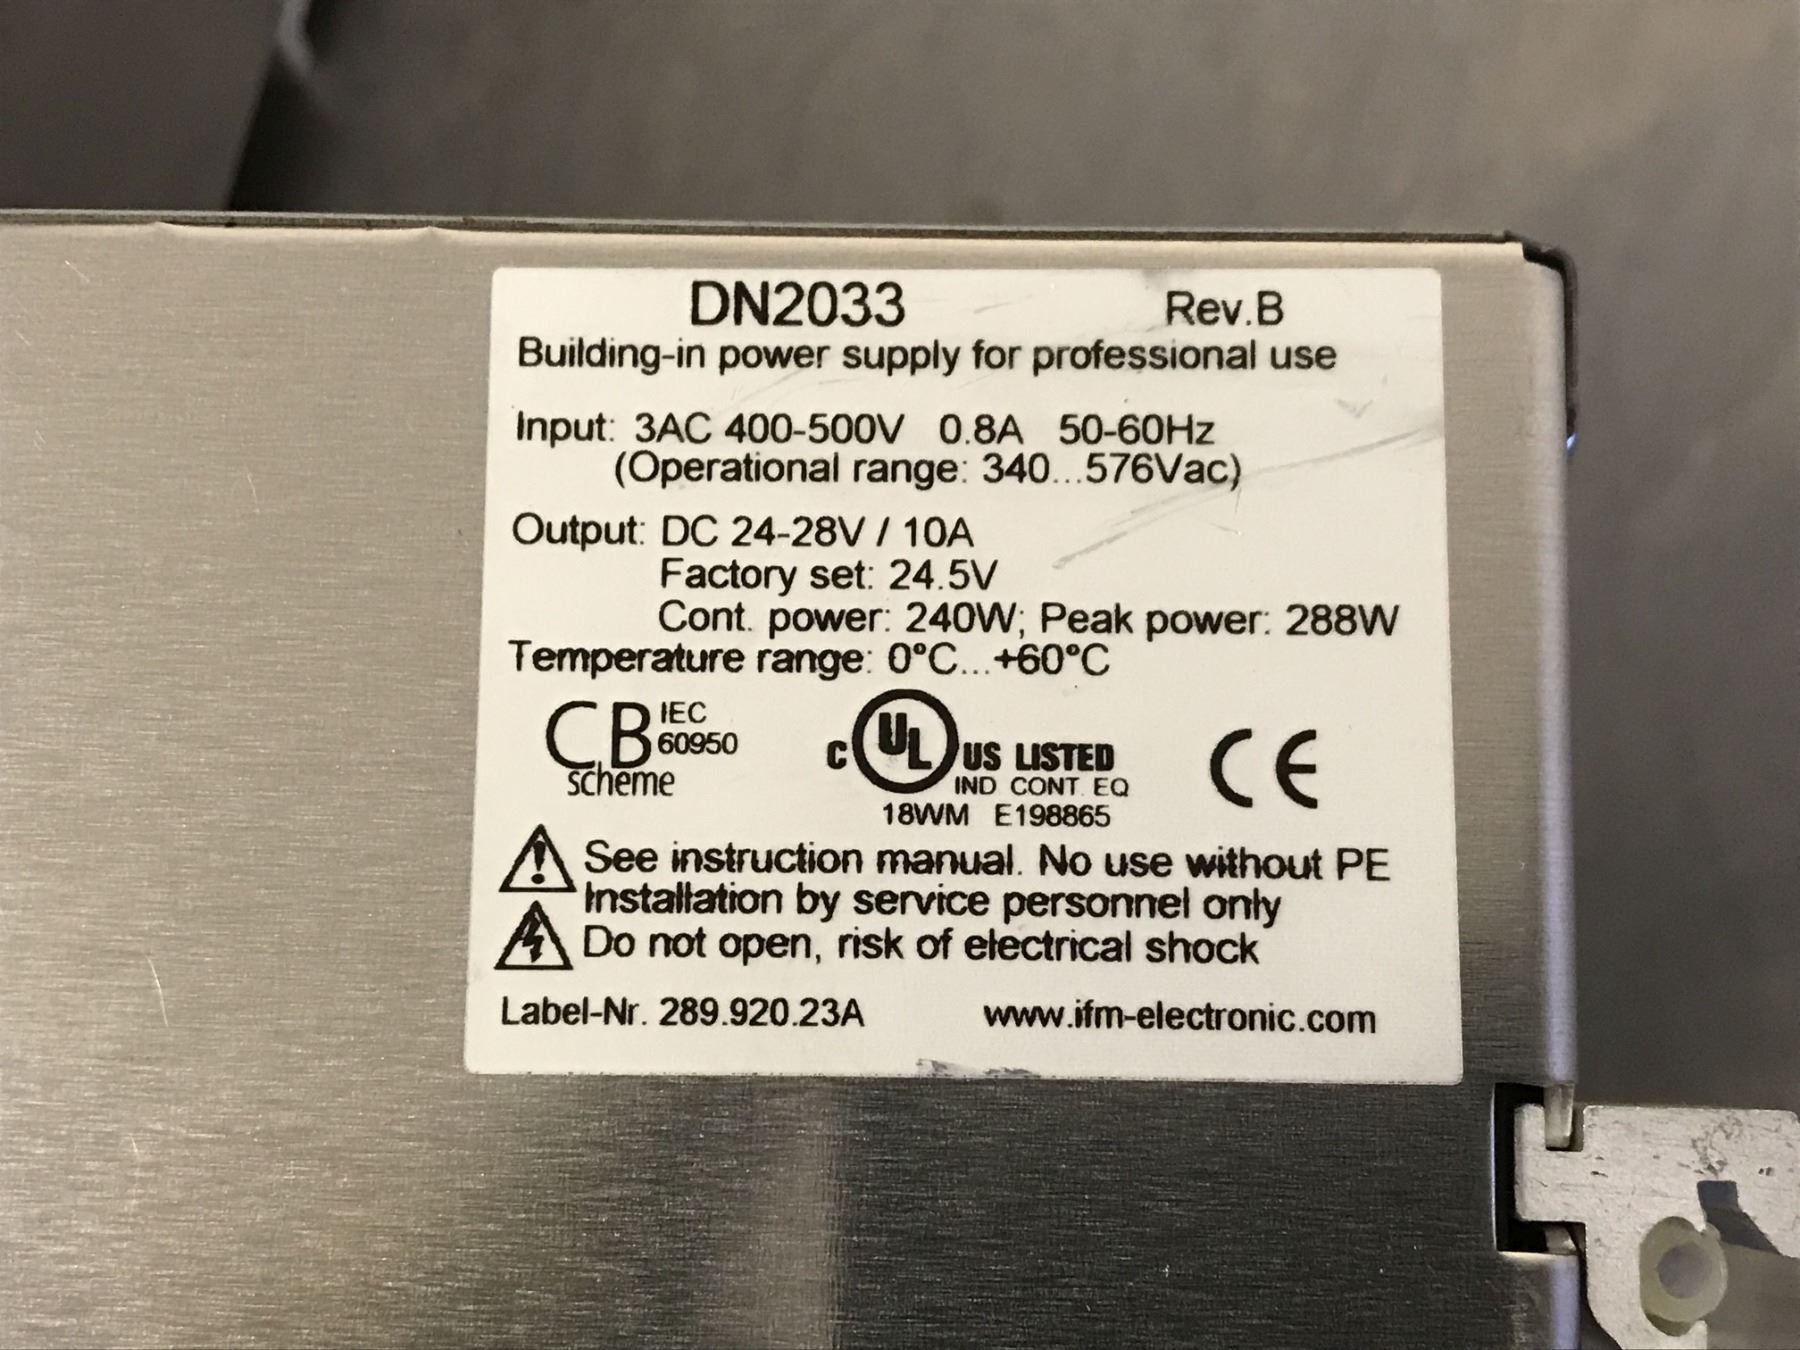 DN2033 Rev.B
Building-in power supply for professional use
Input: 3AC 400-500V 0.8A 50-60Hz
(Operational range: 340...576Vac)
Output: DC 24-28V / 10A
Factory set: 24.5V
Cont. power: 240W; Peak power: 288W
Temperature range: 0°C...+60°C
CB scheme IEC 60950
C UL US LISTED
IND CONT. EQ
18WM E198865
CE
See instruction manual. No use without PE
Installation by service personnel only
Do not open, risk of electrical shock
Label-Nr. 289.920.23A www.ifm-electronic.com